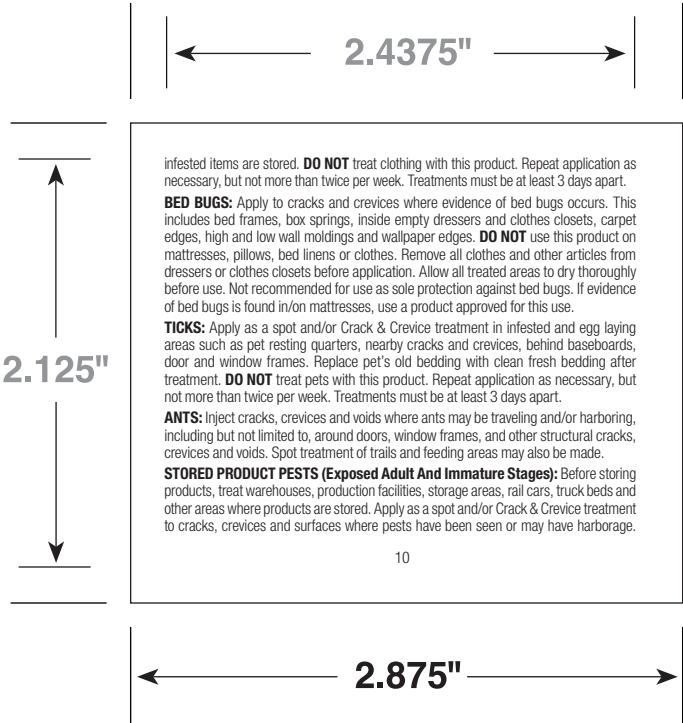 2.4375"
infested items are stored. DO NOT treat clothing with this product. Repeat application as
necessary, but not more than twice per week. Treatments must be at least 3 days apart.
BED BUGS: Apply to cracks and crevices where evidence of bed bugs occurs. This
includes bed frames, box springs, inside empty dressers and clothes closets, carpet
edges, high and low wall moldings and wallpaper edges. DO NOT use this product on
mattresses, pillows, bed linens or clothes. Remove all clothes and other articles from
dressers or clothes closets before application. Allow all treated areas to dry thoroughly
before use. Not recommended for use as sole protection against bed bugs. If evidence
of bed bugs is found in/on mattresses, use a product approved for this use.
TICKS: Apply as a spot and/or Crack & Crevice treatment in infested and egg laying
areas such as pet resting quarters, nearby cracks and crevices, behind baseboards,
door and window frames. Replace pet's old bedding with clean fresh bedding after
treatment. DO NOT treat pets with this product. Repeat application as necessary, but
not more than twice per week. Treatments must be at least 3 days apart.
ANTS: Inject cracks, crevices and voids where ants may be traveling and/or harboring,
including but not limited to, around doors, window frames, and other structural cracks,
crevices and voids. Spot treatment of trails and feeding areas may also be made.
STORED PRODUCT PESTS (Exposed Adult And Immature Stages): Before storing
products, treat warehouses, production facilities, storage areas, rail cars, truck beds and
other areas where products are stored. Apply as a spot and/or Crack & Crevice treatment
to cracks, crevices and surfaces where pests have been seen or may have harborage.
10
2.125"
2.875"